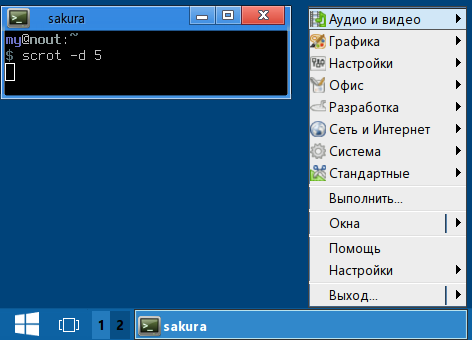 sakura
my@nout:~
$ scrot -d 5
Аудио и видео
Графика
Настройки
Офис
Разработка
Сеть и Интернет
Система
Стандартные
Выполнить...
Окна
Помощь
Настройки
Выход...
1 2 sakura